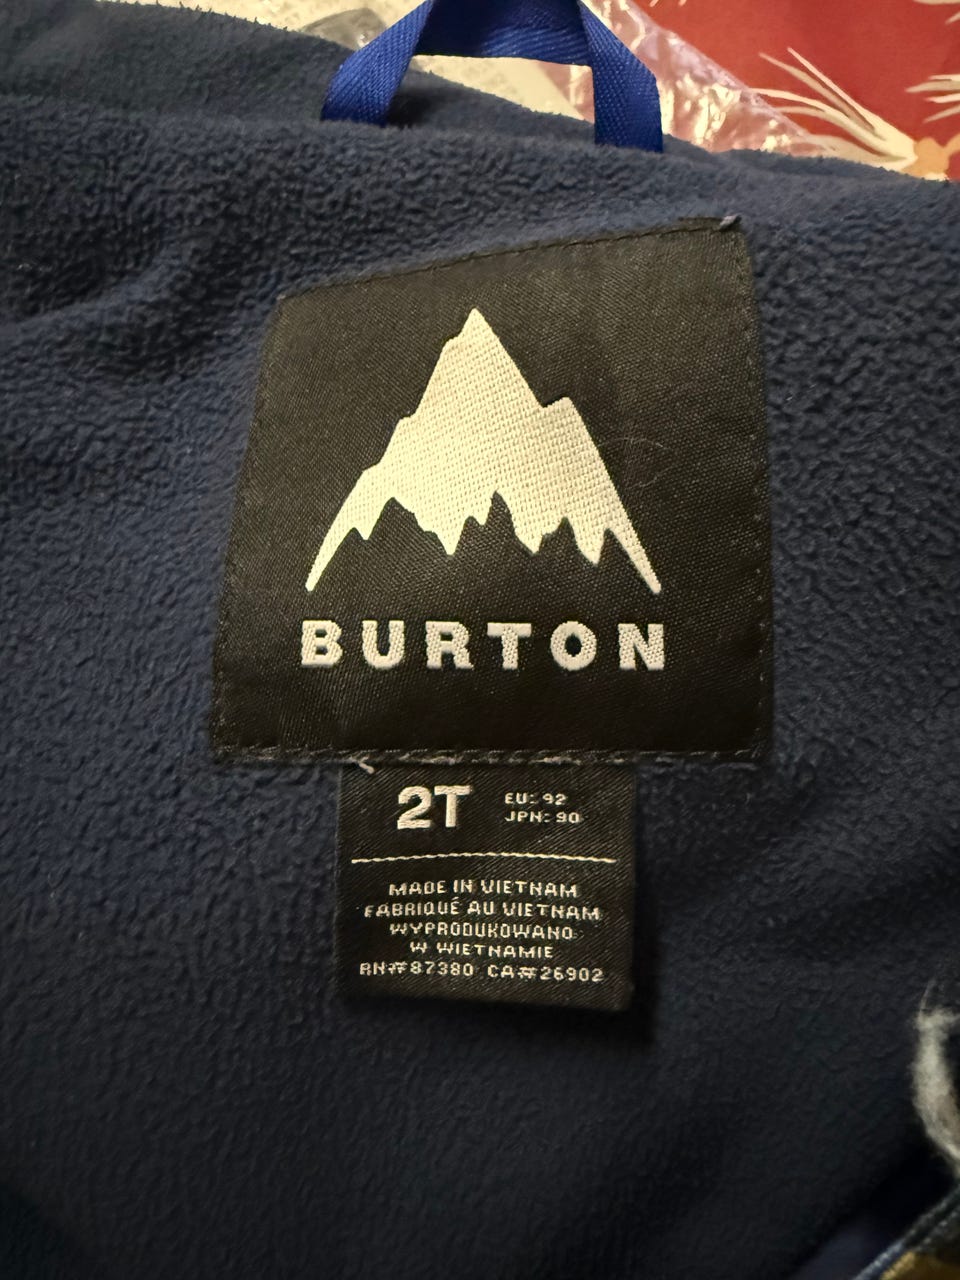 BURTON
2T
EU: 92
JPN: 90
MADE IN VIETNAM
FABRIQUÉ AU VIETNAM
WYPRODUKOWANO
W WIETNAMIE
RN#87380 CA#26902